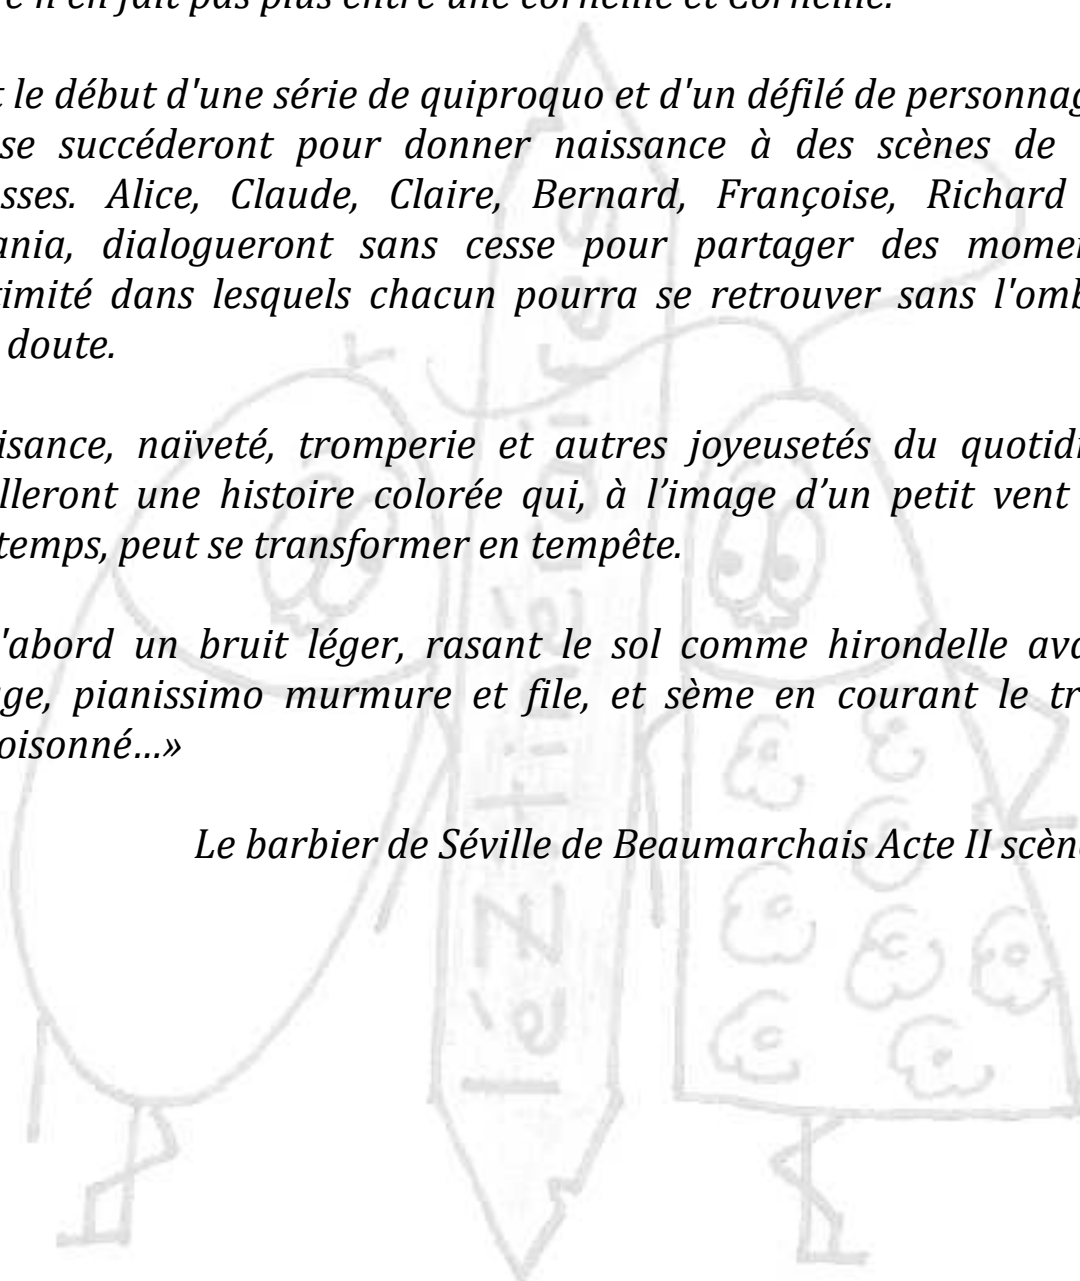 e n'en fait pas plus entre une corneille et Corneille.
t le début d'une série de quiproquo et d'un défilé de personnag
se succéderont pour donner naissance à des scènes de
sses. Alice, Claude, Claire, Bernard, Françoise, Richard
ania, dialogueront sans cesse pour partager des momen
timité dans lesquels chacun pourra se retrouver sans l'omb
doute.
isance, naïveté, tromperie et autres joyeusetés du quotidi
lleront une histoire colorée qui, à l’image d’un petit vent
temps, peut se transformer en tempête.
'abord un bruit léger, rasant le sol comme hirondelle ava
ge, pianissimo murmure et file, et sème en courant le tr
oisonné…»
Le barbier de Séville de Beaumarchais Acte II scèn